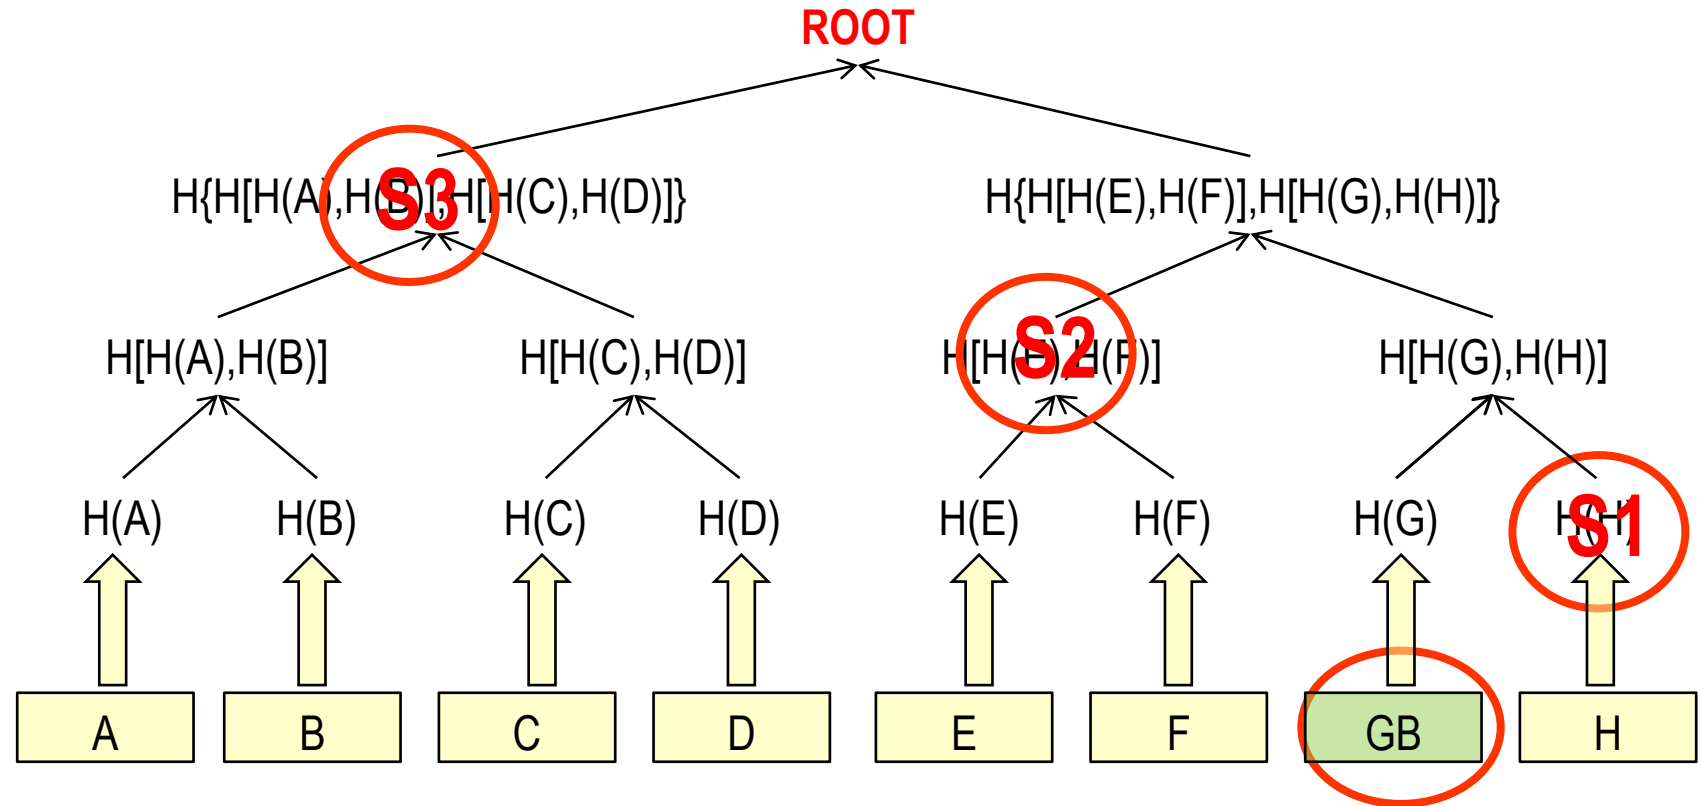 ROOT
H{H[H(A),H(B)],H[H(C),H(D)]} H{H[H(E),H(F)],H[H(G),H(H)]}
S3
H[H(A),H(B)] H[H(C),H(D)] H[H(E),H(F)] H[H(G),H(H)]
S2
H(A) H(B) H(C) H(D) H(E) H(F) H(G) H(H)
S1
A B C D E F GB H